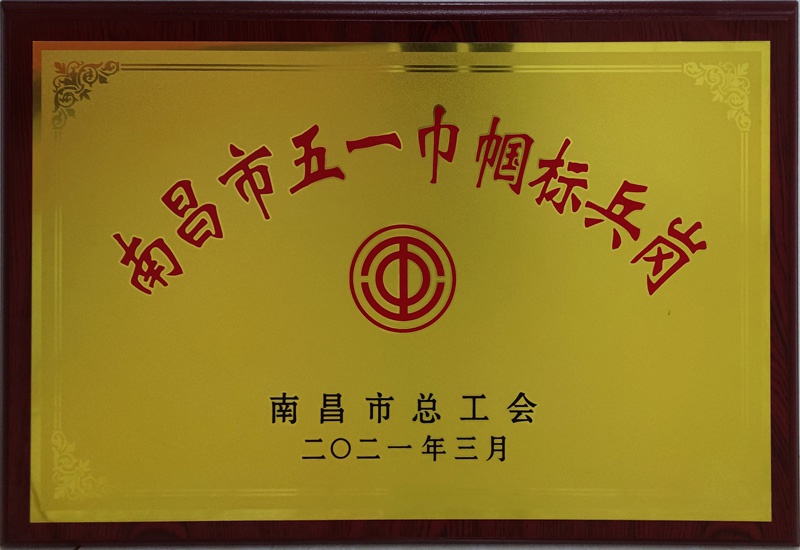 南昌市五一巾帼标兵岗
南昌市总工会
二〇二一年三月